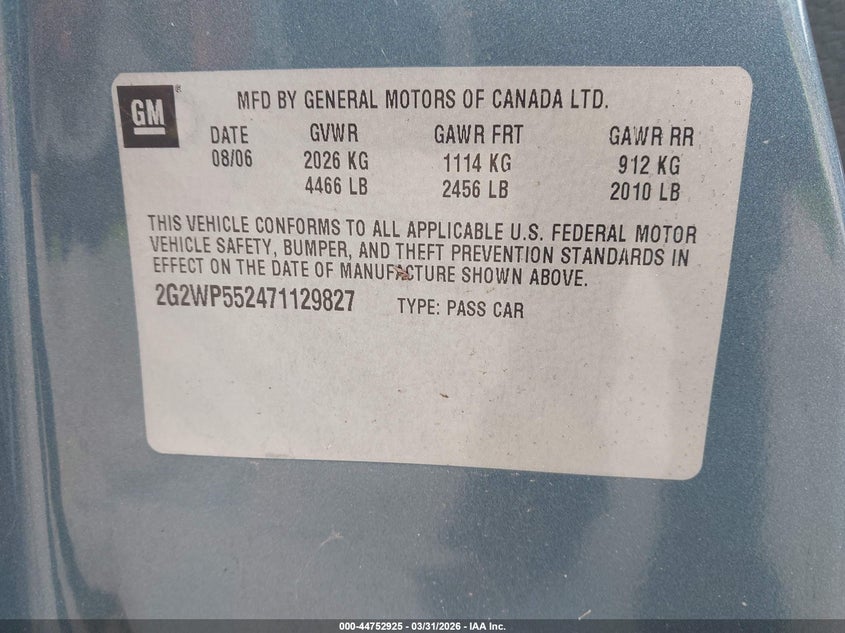 GM
MFD BY GENERAL MOTORS OF CANADA LTD.
DATE GVWR GAWR FRT GAWR RR
08/06 2026 KG 1114 KG 912 KG
4466 LB 2456 LB 2010 LB
THIS VEHICLE CONFORMS TO ALL APPLICABLE U.S. FEDERAL MOTOR
VEHICLE SAFETY, BUMPER, AND THEFT PREVENTION STANDARDS IN
EFFECT ON THE DATE OF MANUFACTURE SHOWN ABOVE.
2G2WP552471129827 TYPE: PASS CAR
000-44752925 - 03/31/2026 - IAA Inc.